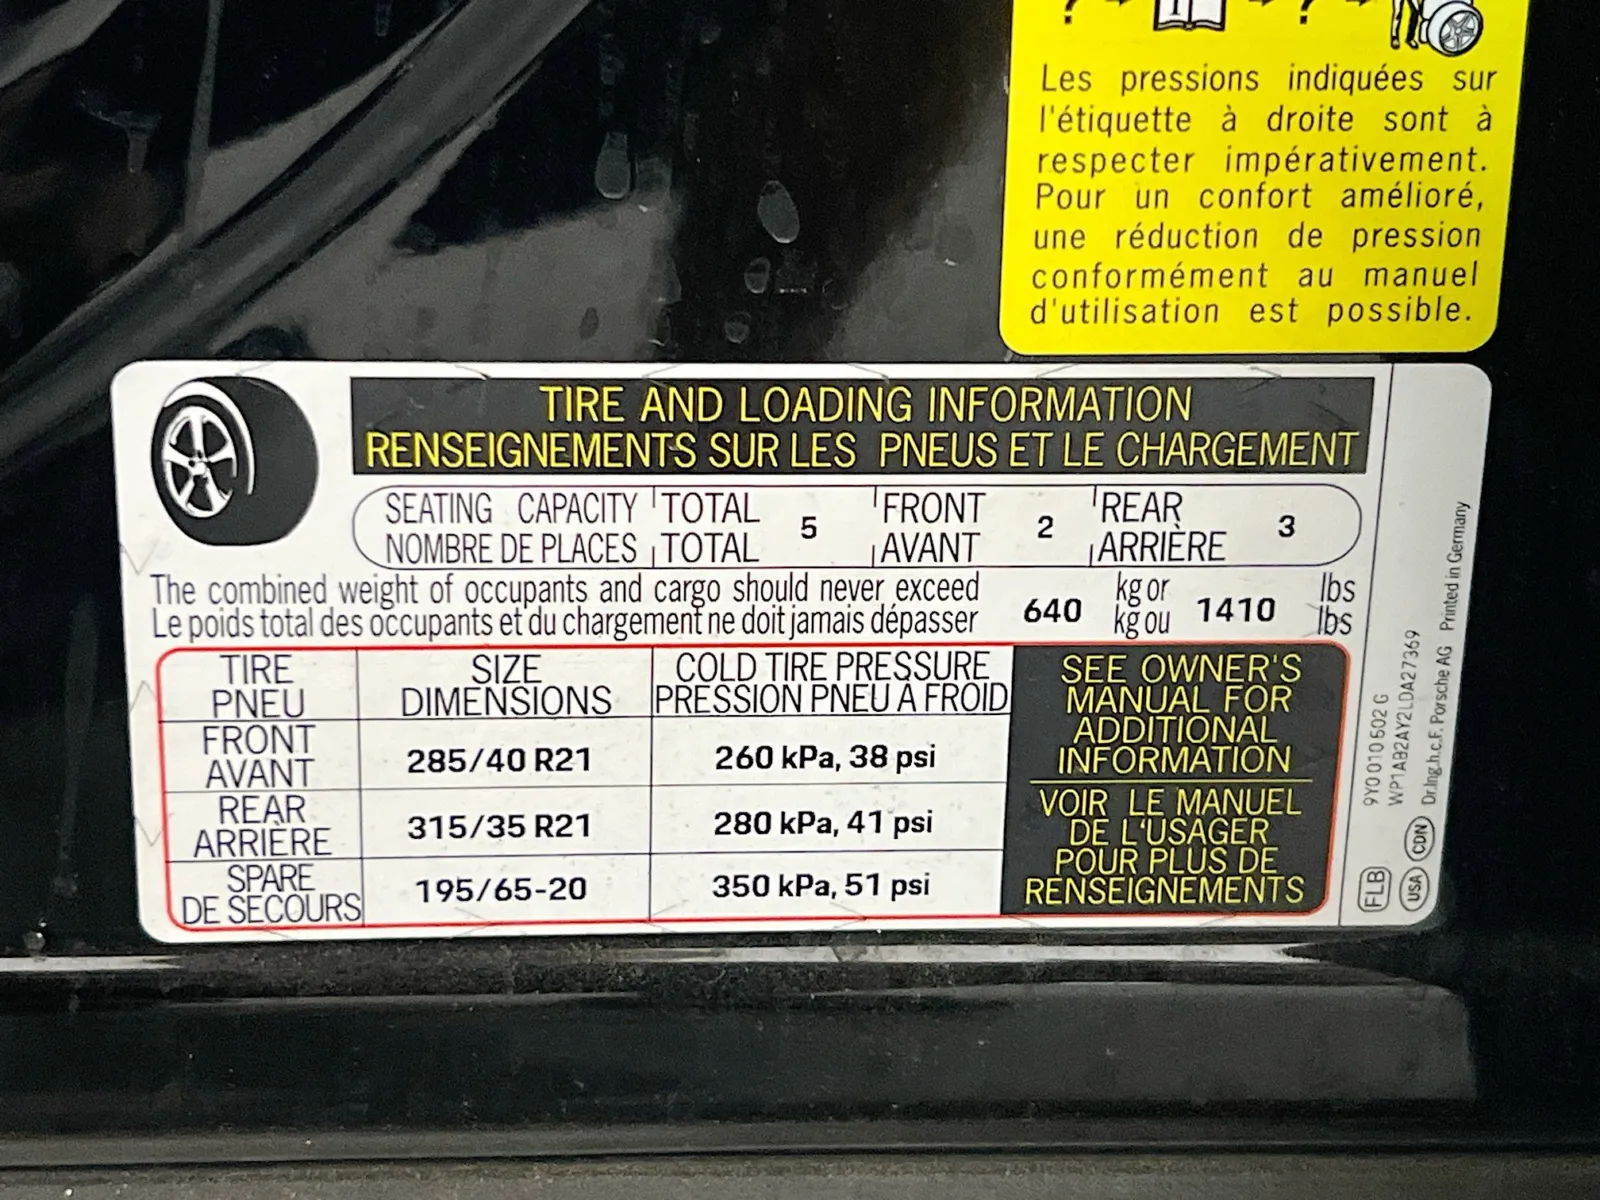 Les pressions indiquées sur
l'étiquette à droite sont à
respecter impérativement.
Pour un confort amélioré,
une réduction de pression
conformément au manuel
d'utilisation est possible.
TIRE AND LOADING INFORMATION
RENSEIGNEMENTS SUR LES PNEUS ET LE CHARGEMENT
SEATING CAPACITY TOTAL 5 FRONT 2 REAR 3
NOMBRE DE PLACES TOTAL AVANT ARRIÈRE
The combined weight of occupants and cargo should never exceed 640 kg or 1410 lbs
Le poids total des occupants et du chargement ne doit jamais dépasser kg ou lbs
TIRE SIZE COLD TIRE PRESSURE
PNEU DIMENSIONS PRESSION PNEU À FROID
FRONT
AVANT 285/40 R21 260 kPa, 38 psi
REAR
ARRIÈRE 315/35 R21 280 kPa, 41 psi
SPARE
DE SECOURS 195/65-20 350 kPa, 51 psi
SEE OWNER'S
MANUAL FOR
ADDITIONAL
INFORMATION
VOIR LE MANUEL
DE L'USAGER
POUR PLUS DE
RENSEIGNEMENTS
9Y0 010 502 G
WP1AB2AY2LDA27369
Dr.Ing.h.c.F. Porsche AG Printed in Germany
FLB
USA CDN